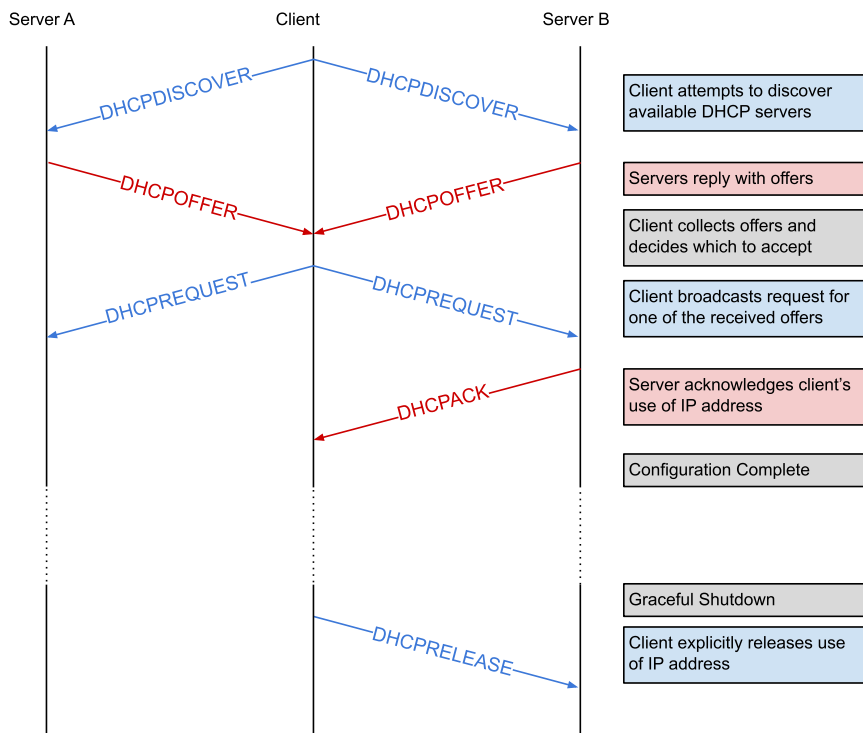 Server A
Client
Server B
DHCPDISCOVER
DHCPDISCOVER
Client attempts to discover
available DHCP servers
DHCPOFFER
DHCPOFFER
Servers reply with offers
Client collects offers and
decides which to accept
DHCPREQUEST
DHCPREQUEST
Client broadcasts request for
one of the received offers
DHCPACK
Server acknowledges client’s
use of IP address
Configuration Complete
Graceful Shutdown
DHCPRELEASE
Client explicitly releases use
of IP address